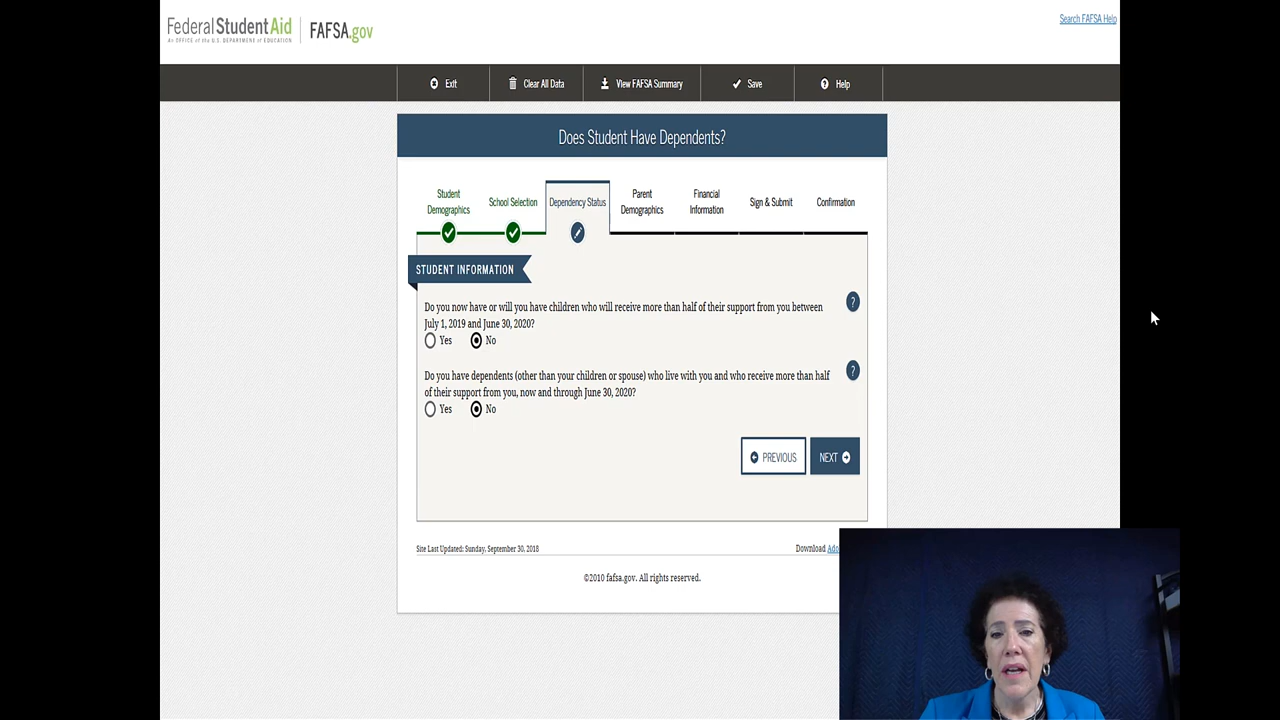 Federal Student Aid
An OFFICE of the U.S. DEPARTMENT of EDUCATION
FAFSA.gov
Search FAFSA Help
Exit
Clear All Data
View FAFSA Summary
Save
Help
Does Student Have Dependents?
Student
Demographics
School Selection
Dependency Status
Parent
Demographics
Financial
Information
Sign & Submit
Confirmation
STUDENT INFORMATION
Do you now have or will you have children who will receive more than half of their support from you between
July 1, 2019 and June 30, 2020?
?
Yes No
Do you have dependents (other than your children or spouse) who live with you and who receive more than half
of their support from you, now and through June 30, 2020?
?
Yes No
PREVIOUS NEXT
Site Last Updated: Sunday, September 30, 2018
Download
©2010 fafsa.gov. All rights reserved.